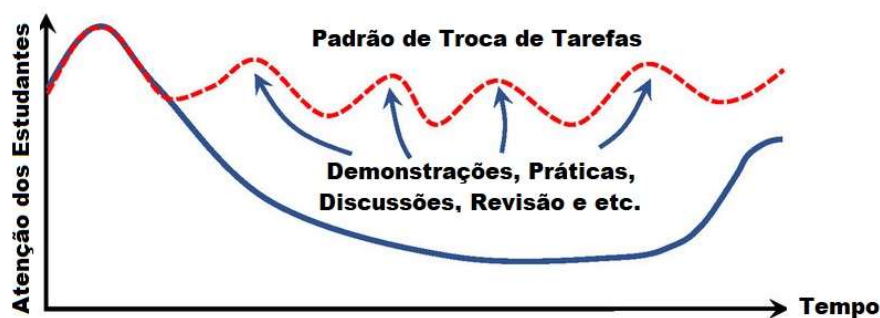 Padrão de Troca de Tarefas
Atenção dos Estudantes
Demonstrações, Práticas,
Discussões, Revisão e etc.
Tempo